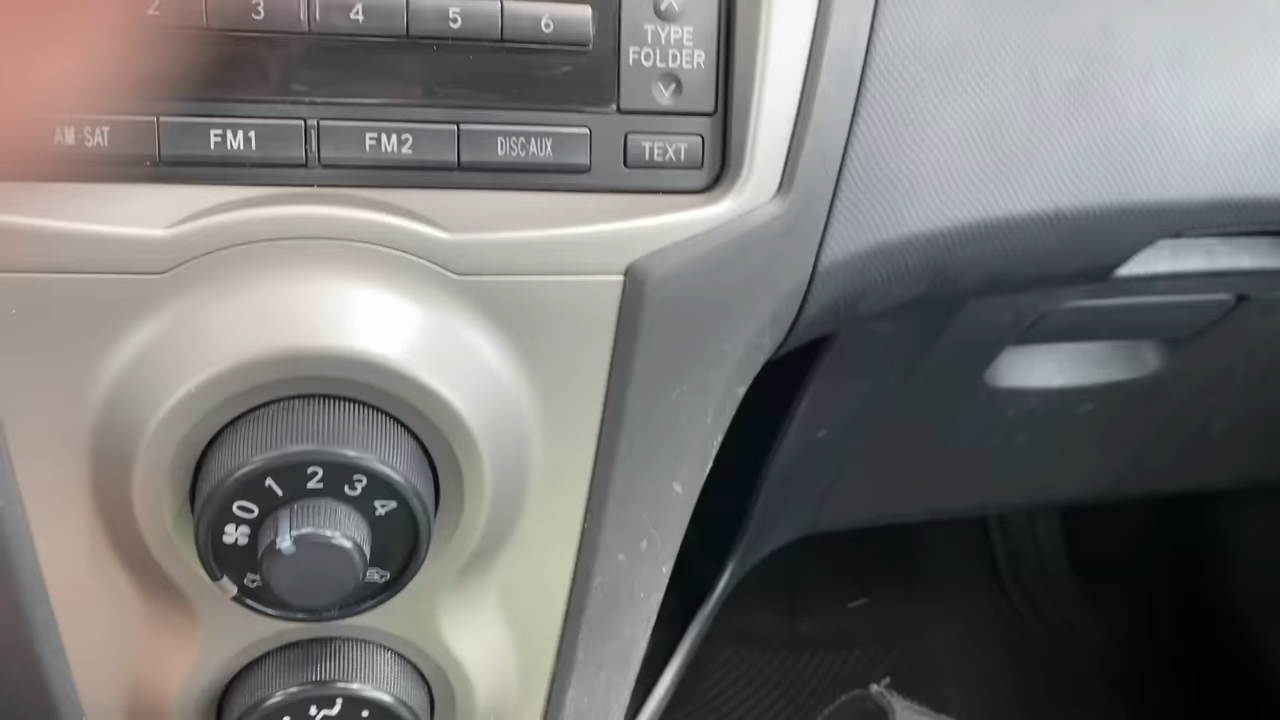 2 3 4 5 6
TYPE
FOLDER
AM·SAT FM1 FM2 DISC·AUX TEXT
0 1 2 3 4